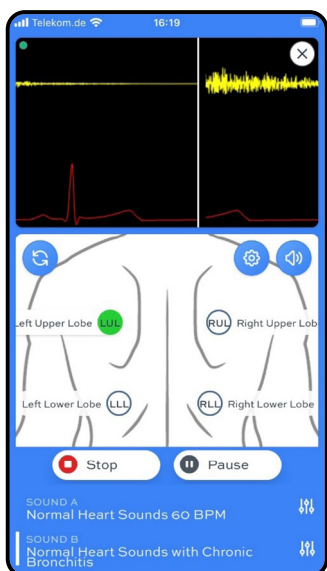 Telekom.de 16:19
Left Upper Lobe LUL RUL Right Upper Lob
Left Lower Lobe LLL RLL Right Lower Lobe
Stop Pause
SOUND A
Normal Heart Sounds 60 BPM
SOUND B
Normal Heart Sounds with Chronic
Bronchitis